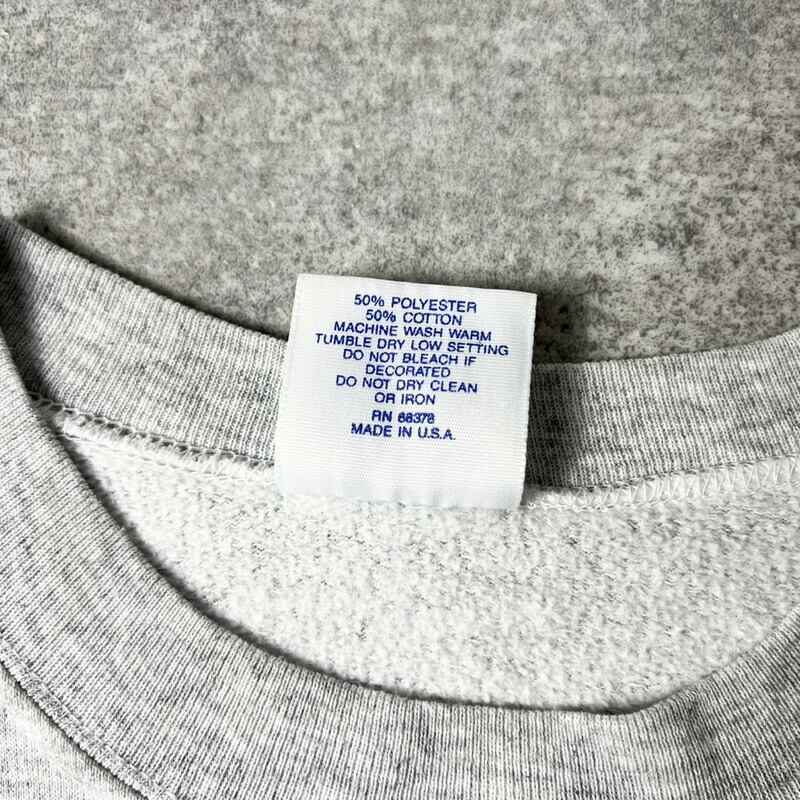 50% POLYESTER
50% COTTON
MACHINE WASH WARM
TUMBLE DRY LOW SETTING
DO NOT BLEACH IF
DECORATED
DO NOT DRY CLEAN
OR IRON
RN 68378
MADE IN U.S.A.